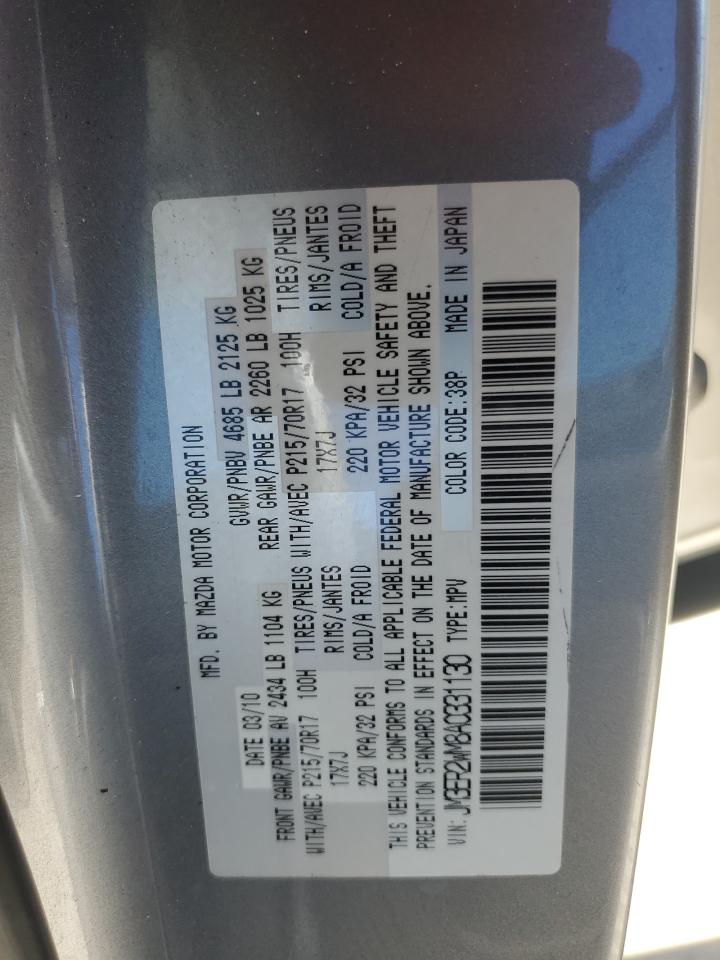 MFD. BY MAZDA MOTOR CORPORATION
DATE 03/10 GVWR/PNBV 4685 LB 2125 KG
FRONT GAWR/PNBE AV 2434 LB 1104 KG REAR GAWR/PNBE AR 2260 LB 1025 KG
WITH/AVEC P215/70R17 100H TIRES/PNEUS WITH/AVEC P215/70R17 100H TIRES/PNEUS
17X7J RIMS/JANTES 17X7J RIMS/JANTES
220 KPA/32 PSI COLD/A FROID 220 KPA/32 PSI COLD/A FROID
THIS VEHICLE CONFORMS TO ALL APPLICABLE FEDERAL MOTOR VEHICLE SAFETY AND THEFT
PREVENTION STANDARDS IN EFFECT ON THE DATE OF MANUFACTURE SHOWN ABOVE.
VIN: JM3ER2WM8A0331130 TYPE:MPV COLOR CODE:38P MADE IN JAPAN